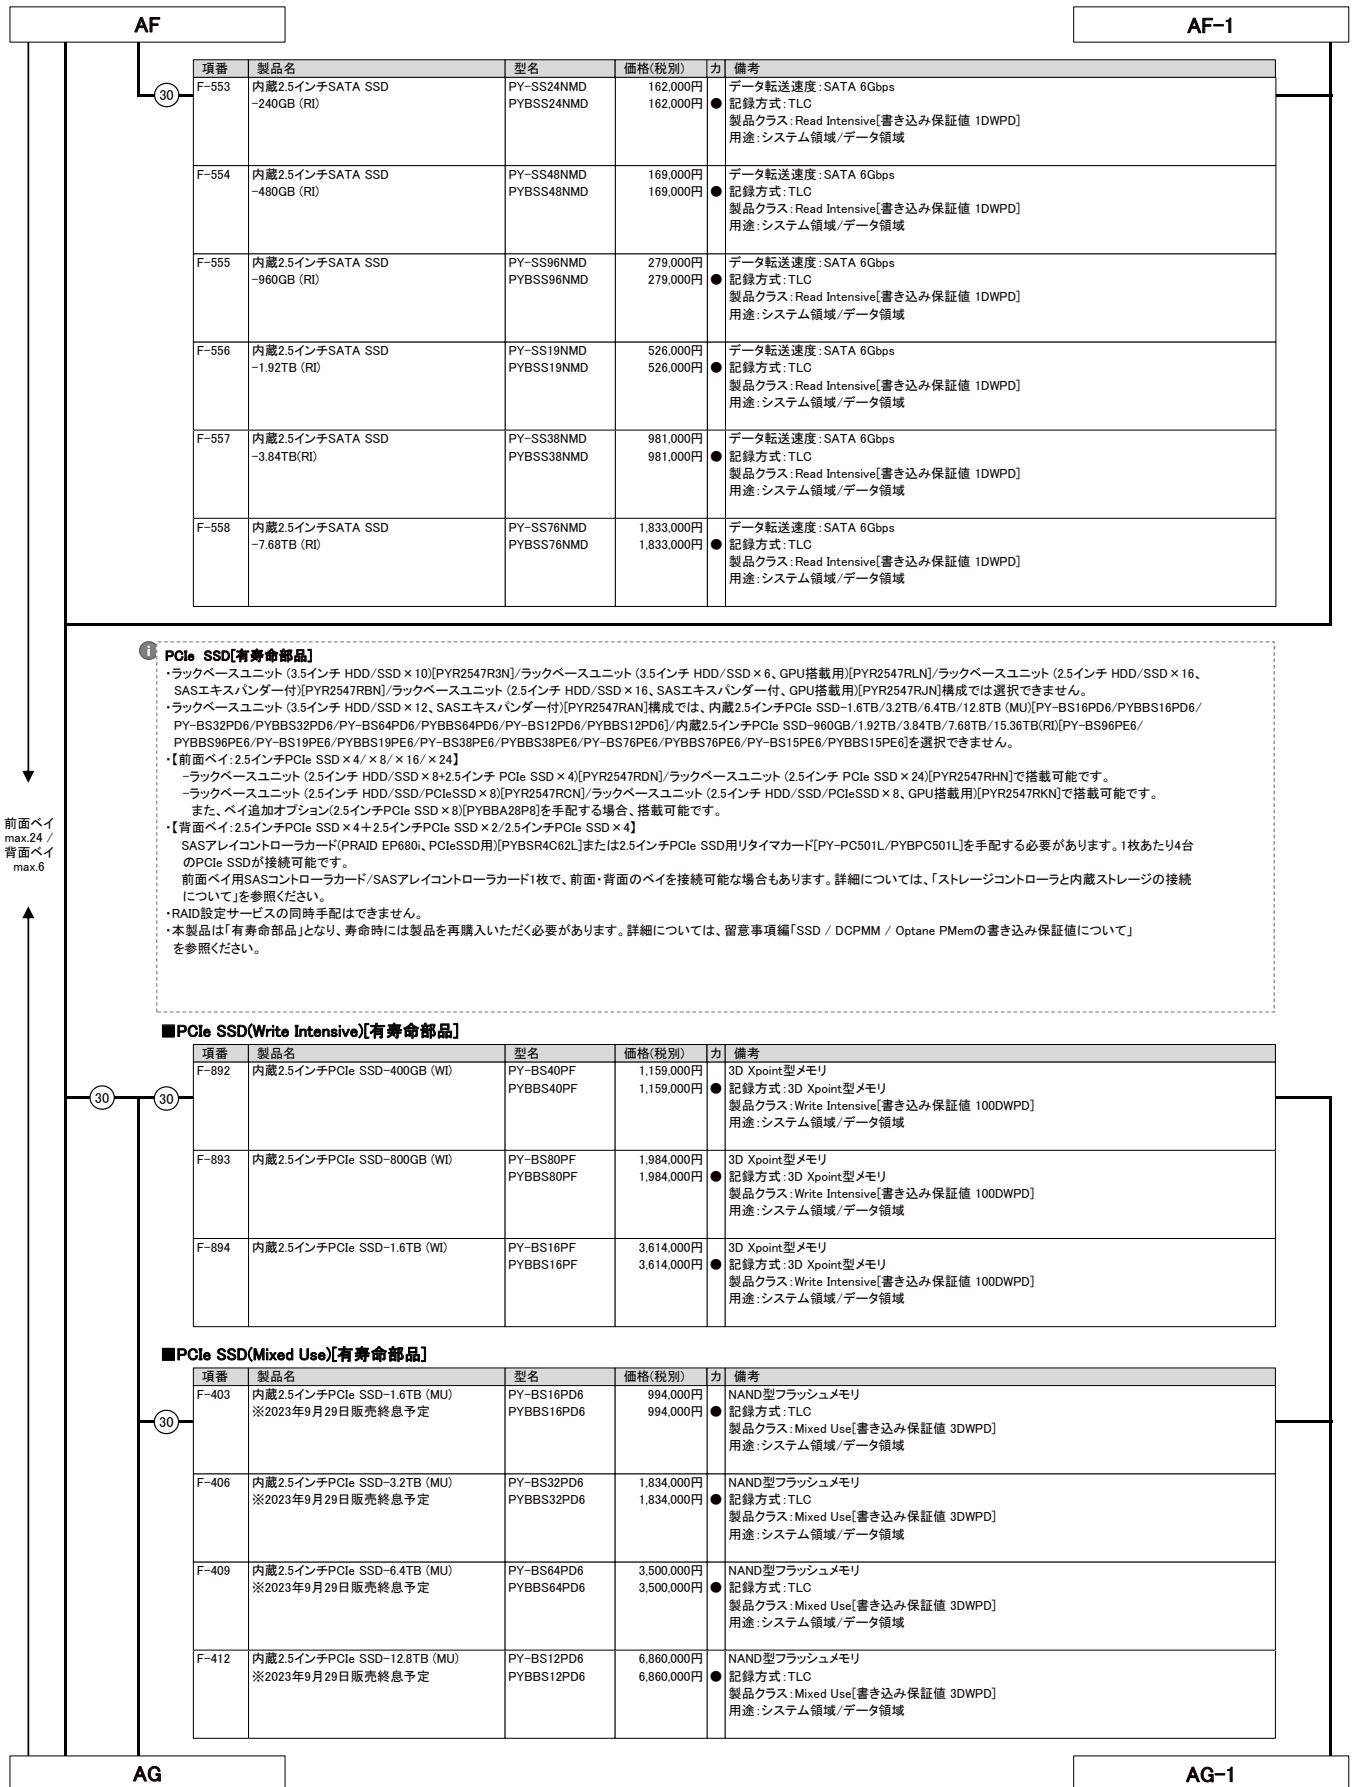 AF
AF-1
項番 製品名 型名 価格(税別) カ 備考
30
F-553 内蔵2.5インチSATA SSD PY-SS24NMD 162,000円 データ転送速度:SATA 6Gbps
-240GB (RI) PYBSS24NMD 162,000円 ● 記録方式:TLC
製品クラス:Read Intensive[書き込み保証値 1DWPD]
用途:システム領域/データ領域
F-554 内蔵2.5インチSATA SSD PY-SS48NMD 169,000円 データ転送速度:SATA 6Gbps
-480GB (RI) PYBSS48NMD 169,000円 ● 記録方式:TLC
製品クラス:Read Intensive[書き込み保証値 1DWPD]
用途:システム領域/データ領域
F-555 内蔵2.5インチSATA SSD PY-SS96NMD 279,000円 データ転送速度:SATA 6Gbps
-960GB (RI) PYBSS96NMD 279,000円 ● 記録方式:TLC
製品クラス:Read Intensive[書き込み保証値 1DWPD]
用途:システム領域/データ領域
F-556 内蔵2.5インチSATA SSD PY-SS19NMD 526,000円 データ転送速度:SATA 6Gbps
-1.92TB (RI) PYBSS19NMD 526,000円 ● 記録方式:TLC
製品クラス:Read Intensive[書き込み保証値 1DWPD]
用途:システム領域/データ領域
F-557 内蔵2.5インチSATA SSD PY-SS38NMD 981,000円 データ転送速度:SATA 6Gbps
-3.84TB(RI) PYBSS38NMD 981,000円 ● 記録方式:TLC
製品クラス:Read Intensive[書き込み保証値 1DWPD]
用途:システム領域/データ領域
F-558 内蔵2.5インチSATA SSD PY-SS76NMD 1,833,000円 データ転送速度:SATA 6Gbps
-7.68TB (RI) PYBSS76NMD 1,833,000円 ● 記録方式:TLC
製品クラス:Read Intensive[書き込み保証値 1DWPD]
用途:システム領域/データ領域
i PCIe SSD[有寿命部品]
・ラックベースユニット (3.5インチ HDD/SSD×10)[PYR2547R3N]/ラックベースユニット (3.5インチ HDD/SSD×6、GPU搭載用)[PYR2547RLN]/ラックベースユニット (2.5インチ HDD/SSD×16、
SASエキスパンダー付)[PYR2547RBN]/ラックベースユニット (2.5インチ HDD/SSD×16、SASエキスパンダー付、GPU搭載用)[PYR2547RJN]構成では選択できません。
・ラックベースユニット (3.5インチ HDD/SSD×12、SASエキスパンダー付)[PYR2547RAN]構成では、内蔵2.5インチPCIe SSD-1.6TB/3.2TB/6.4TB/12.8TB (MU)[PY-BS16PD6/PYBBS16PD6/
PY-BS32PD6/PYBBS32PD6/PY-BS64PD6/PYBBS64PD6/PY-BS12PD6/PYBBS12PD6]/内蔵2.5インチPCIe SSD-960GB/1.92TB/3.84TB/7.68TB/15.36TB(RI)[PY-BS96PE6/
PYBBS96PE6/PY-BS19PE6/PYBBS19PE6/PY-BS38PE6/PYBBS38PE6/PY-BS76PE6/PYBBS76PE6/PY-BS15PE6/PYBBS15PE6]を選択できません。
・【前面ベイ:2.5インチPCIe SSD×4/×8/×16/×24】
-ラックベースユニット (2.5インチ HDD/SSD×8+2.5インチ PCIe SSD×4)[PYR2547RDN]/ラックベースユニット (2.5インチ PCIe SSD×24)[PYR2547RHN]で搭載可能です。
-ラックベースユニット (2.5インチ HDD/SSD/PCIeSSD×8)[PYR2547RCN]/ラックベースユニット (2.5インチ HDD/SSD/PCIeSSD×8、GPU搭載用)[PYR2547RKN]で搭載可能です。
また、ベイ追加オプション(2.5インチPCIe SSD×8)[PYBBA28P8]を手配する場合、搭載可能です。
・【背面ベイ:2.5インチPCIe SSD×4+2.5インチPCIe SSD×2/2.5インチPCIe SSD×4】
SASアレイコントローラカード(PRAID EP680i、PCIeSSD用)[PYBSR4C62L]または2.5インチPCIe SSD用リタイマカード[PY-PC501L/PYBPC501L]を手配する必要があります。1枚あたり4台
のPCIe SSDが接続可能です。
前面ベイ用SASコントローラカード/SASアレイコントローラカード1枚で、前面・背面のベイを接続可能な場合もあります。詳細については、「ストレージコントローラと内蔵ストレージの接続
について」を参照ください。
・RAID設定サービスの同時手配はできません。
・本製品は「有寿命部品」となり、寿命時には製品を再購入いただく必要があります。詳細については、留意事項編「SSD / DCPMM / Optane PMemの書き込み保証値について」
を参照ください。
前面ベイ
max.24 /
背面ベイ
max.6
■PCIe SSD(Write Intensive)[有寿命部品]
項番 製品名 型名 価格(税別) カ 備考
30 30
F-892 内蔵2.5インチPCIe SSD-400GB (WI) PY-BS40PF 1,159,000円 3D Xpoint型メモリ
PYBBS40PF 1,159,000円 ● 記録方式:3D Xpoint型メモリ
製品クラス:Write Intensive[書き込み保証値 100DWPD]
用途:システム領域/データ領域
F-893 内蔵2.5インチPCIe SSD-800GB (WI) PY-BS80PF 1,984,000円 3D Xpoint型メモリ
PYBBS80PF 1,984,000円 ● 記録方式:3D Xpoint型メモリ
製品クラス:Write Intensive[書き込み保証値 100DWPD]
用途:システム領域/データ領域
F-894 内蔵2.5インチPCIe SSD-1.6TB (WI) PY-BS16PF 3,614,000円 3D Xpoint型メモリ
PYBBS16PF 3,614,000円 ● 記録方式:3D Xpoint型メモリ
製品クラス:Write Intensive[書き込み保証値 100DWPD]
用途:システム領域/データ領域
■PCIe SSD(Mixed Use)[有寿命部品]
項番 製品名 型名 価格(税別) カ 備考
30
F-403 内蔵2.5インチPCIe SSD-1.6TB (MU) PY-BS16PD6 994,000円 NAND型フラッシュメモリ
※2023年9月29日販売終息予定 PYBBS16PD6 994,000円 ● 記録方式:TLC
製品クラス:Mixed Use[書き込み保証値 3DWPD]
用途:システム領域/データ領域
F-406 内蔵2.5インチPCIe SSD-3.2TB (MU) PY-BS32PD6 1,834,000円 NAND型フラッシュメモリ
※2023年9月29日販売終息予定 PYBBS32PD6 1,834,000円 ● 記録方式:TLC
製品クラス:Mixed Use[書き込み保証値 3DWPD]
用途:システム領域/データ領域
F-409 内蔵2.5インチPCIe SSD-6.4TB (MU) PY-BS64PD6 3,500,000円 NAND型フラッシュメモリ
※2023年9月29日販売終息予定 PYBBS64PD6 3,500,000円 ● 記録方式:TLC
製品クラス:Mixed Use[書き込み保証値 3DWPD]
用途:システム領域/データ領域
F-412 内蔵2.5インチPCIe SSD-12.8TB (MU) PY-BS12PD6 6,860,000円 NAND型フラッシュメモリ
※2023年9月29日販売終息予定 PYBBS12PD6 6,860,000円 ● 記録方式:TLC
製品クラス:Mixed Use[書き込み保証値 3DWPD]
用途:システム領域/データ領域
AG
AG-1